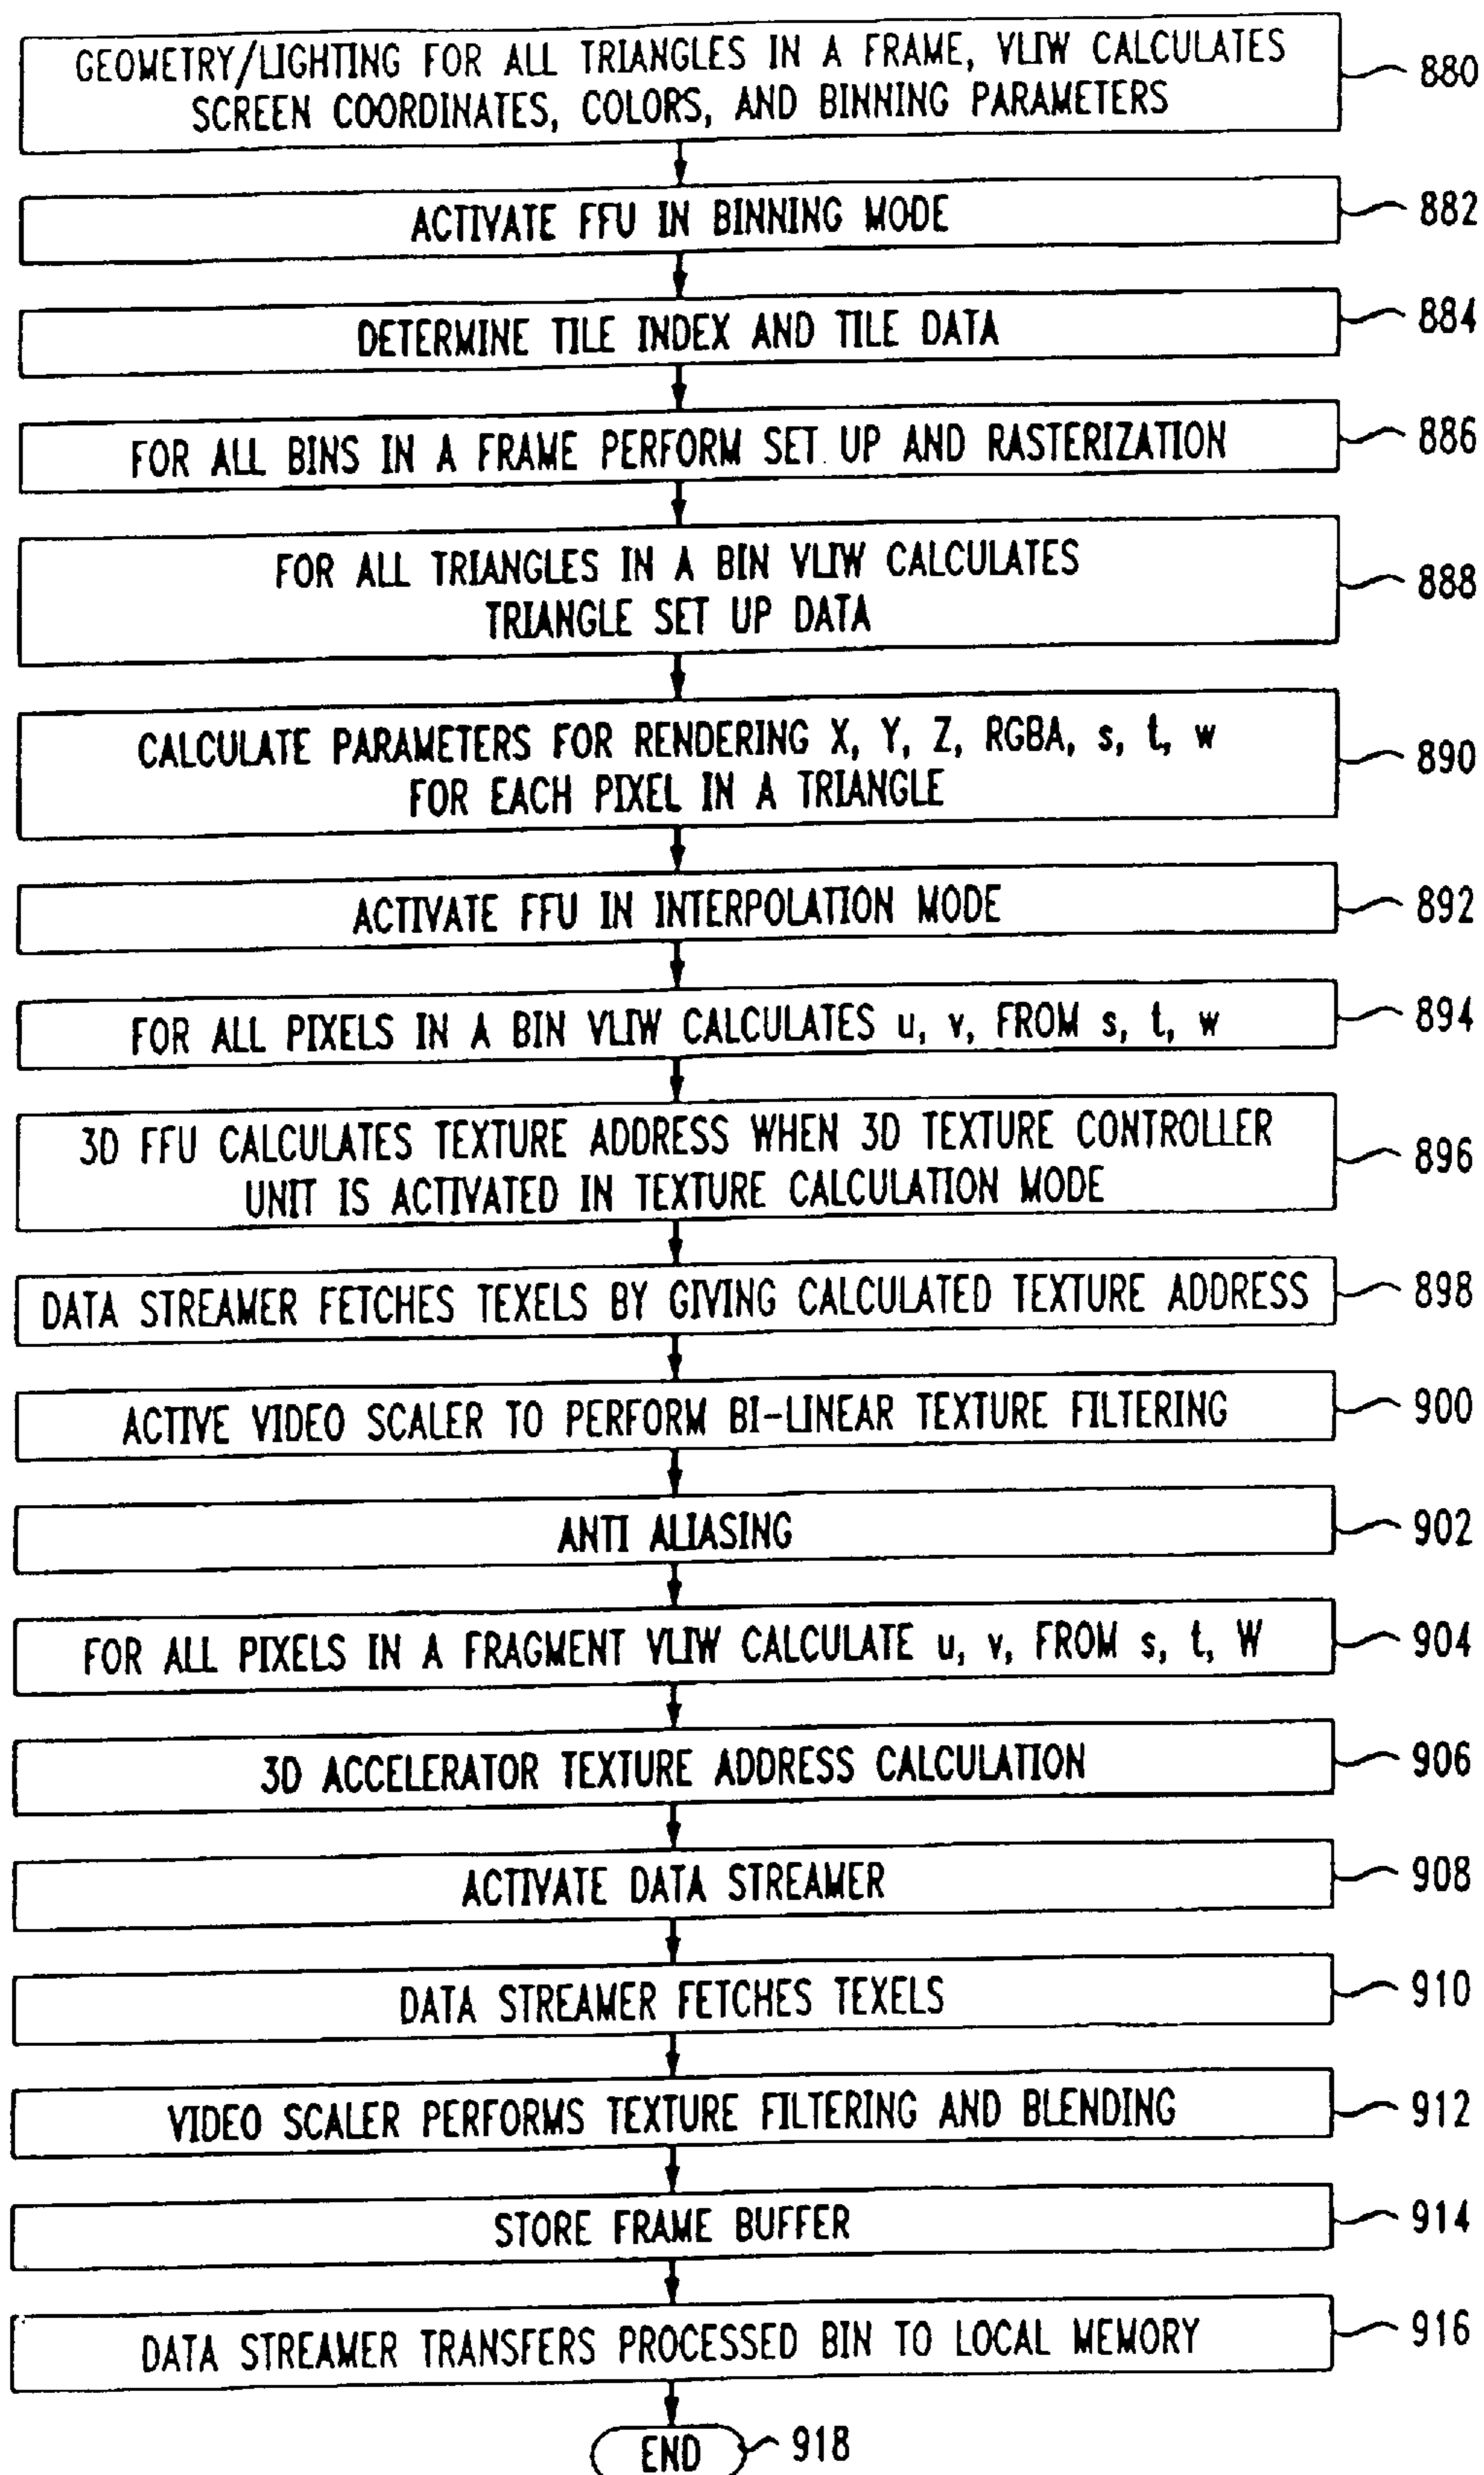 GEOMETRY/LIGHTING FOR ALL TRIANGLES IN A FRAME, VLIW CALCULATES
SCREEN COORDINATES, COLORS, AND BINNING PARAMETERS
880
ACTIVATE FFU IN BINNING MODE
882
DETERMINE TILE INDEX AND TILE DATA
884
FOR ALL BINS IN A FRAME PERFORM SET UP AND RASTERIZATION
886
FOR ALL TRIANGLES IN A BIN VLIW CALCULATES
TRIANGLE SET UP DATA
888
CALCULATE PARAMETERS FOR RENDERING X, Y, Z, RGBA, s, t, w
FOR EACH PIXEL IN A TRIANGLE
890
ACTIVATE FFU IN INTERPOLATION MODE
892
FOR ALL PIXELS IN A BIN VLIW CALCULATES u, v, FROM s, t, w
894
3D FFU CALCULATES TEXTURE ADDRESS WHEN 3D TEXTURE CONTROLLER
UNIT IS ACTIVATED IN TEXTURE CALCULATION MODE
896
DATA STREAMER FETCHES TEXELS BY GIVING CALCULATED TEXTURE ADDRESS
898
ACTIVE VIDEO SCALER TO PERFORM BI-LINEAR TEXTURE FILTERING
900
ANTI ALIASING
902
FOR ALL PIXELS IN A FRAGMENT VLIW CALCULATE u, v, FROM s, t, W
904
3D ACCELERATOR TEXTURE ADDRESS CALCULATION
906
ACTIVATE DATA STREAMER
908
DATA STREAMER FETCHES TEXELS
910
VIDEO SCALER PERFORMS TEXTURE FILTERING AND BLENDING
912
STORE FRAME BUFFER
914
DATA STREAMER TRANSFERS PROCESSED BIN TO LOCAL MEMORY
916
END
918